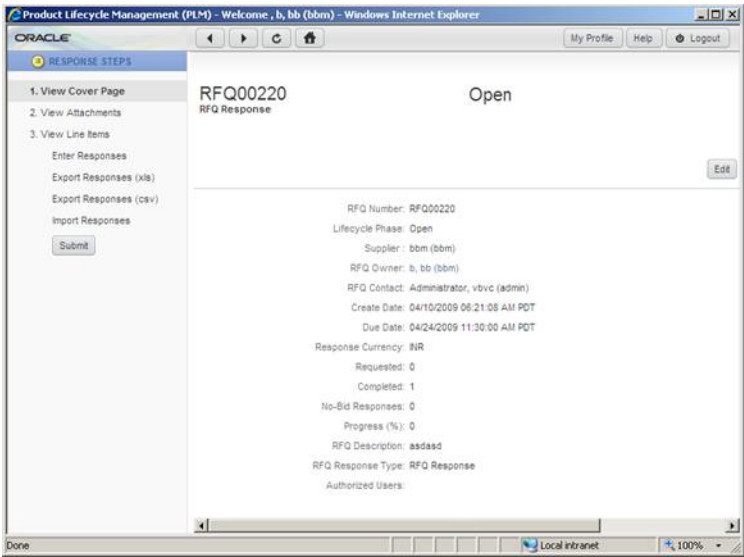 Product Lifecycle Management (PLM) - Welcome , b, bb (bbm) - Windows Internet Explorer
ORACLE
My Profile Help Logout
RESPONSE STEPS
1. View Cover Page
2. View Attachments
3. View Line Items
Enter Responses
Export Responses (xls)
Export Responses (csv)
Import Responses
Submit
RFQ00220 Open
RFQ Response
Edit
RFQ Number: RFQ00220
Lifecycle Phase: Open
Supplier : bbm (bbm)
RFQ Owner: b, bb (bbm)
RFQ Contact: Administrator, vbvc (admin)
Create Date: 04/10/2009 06:21:08 AM PDT
Due Date: 04/24/2009 11:30:00 AM PDT
Response Currency: INR
Requested: 0
Completed: 1
No-Bid Responses: 0
Progress (%): 0
RFQ Description: asdasd
RFQ Response Type: RFQ Response
Authorized Users:
Done Local intranet 100%